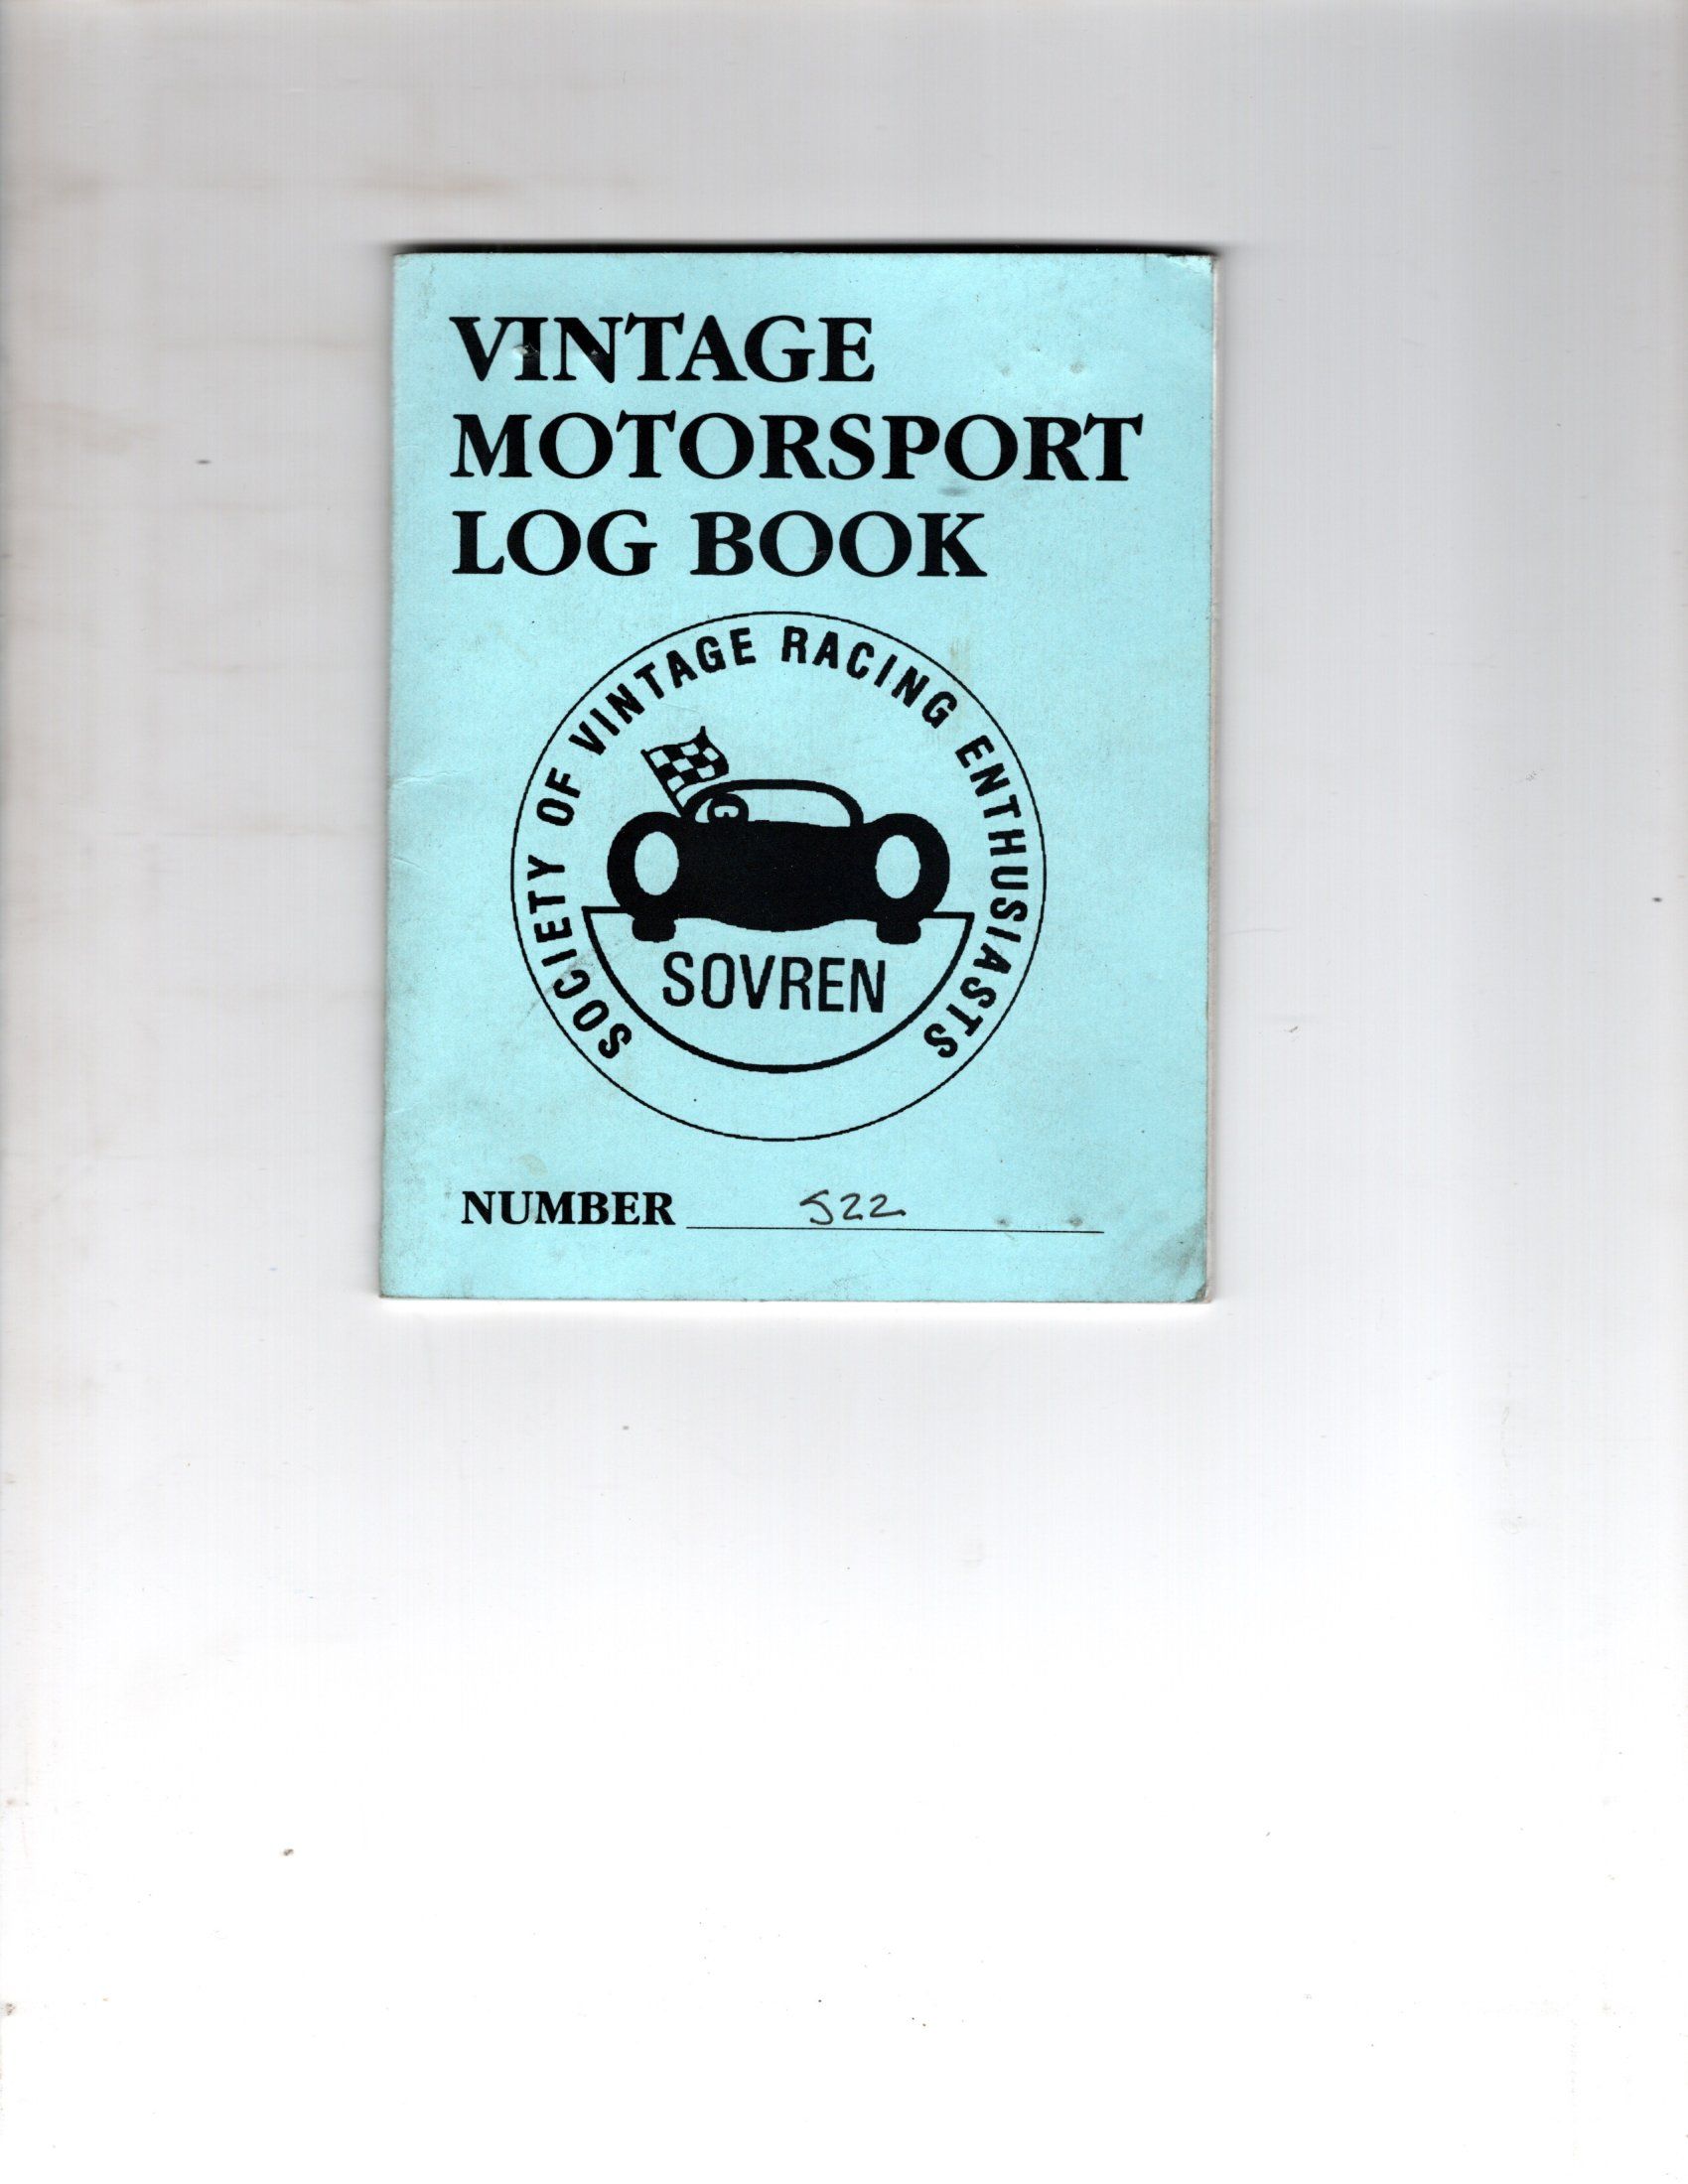 VINTAGE
MOTORSPORT
LOG BOOK
SOCIETY OF VINTAGE RACING ENTHUSIASTS
SOVREN
NUMBER 522